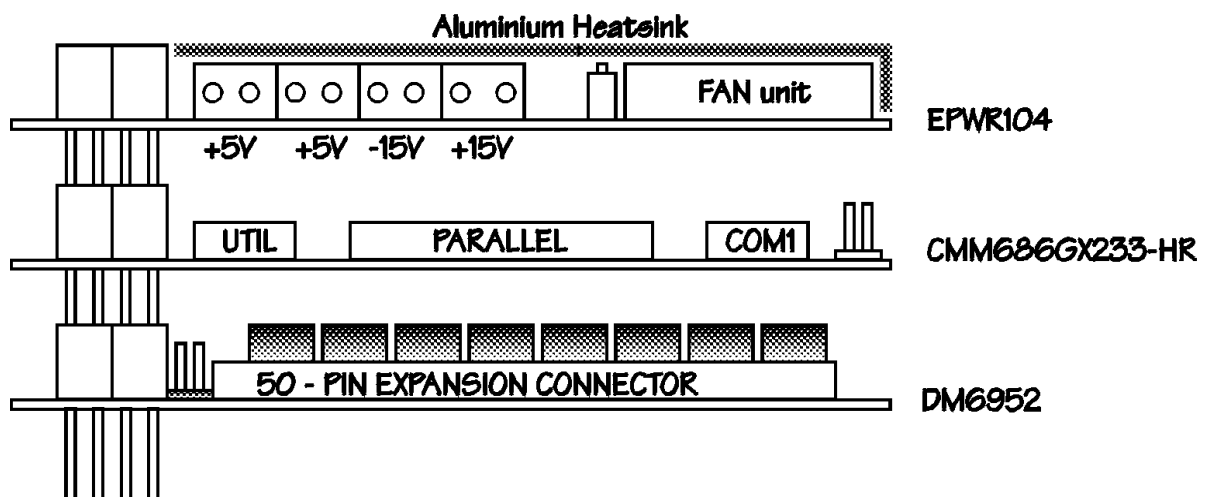 Aluminium Heatsink
FAN unit
EPWR104
+5V +5V -15V +15V
UTIL PARALLEL COM1
CMM686GX233-HR
50 - PIN EXPANSION CONNECTOR
DM6952